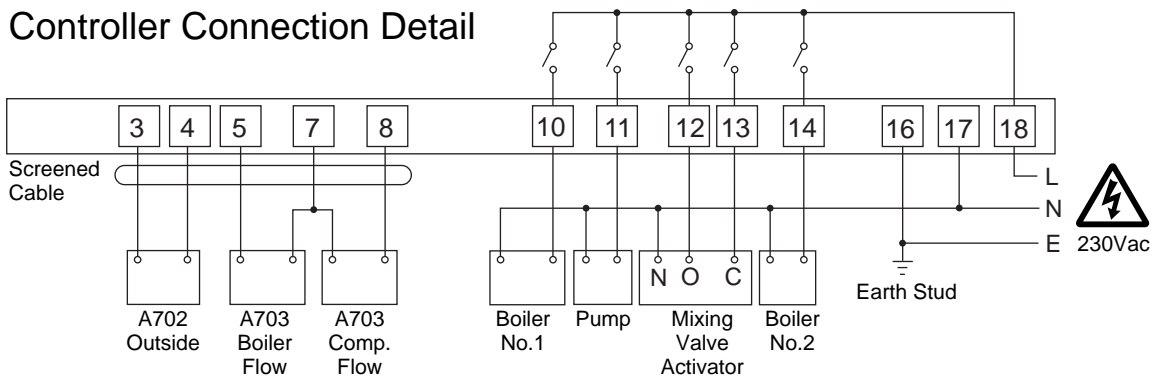 Controller Connection Detail
3 4 5 7 8 10 11 12 13 14 16 17 18
Screened
Cable
L
N
E
230Vac
N O C
Earth Stud
A702
Outside
A703
Boiler
Flow
A703
Comp.
Flow
Boiler
No.1
Pump
Mixing
Valve
Activator
Boiler
No.2